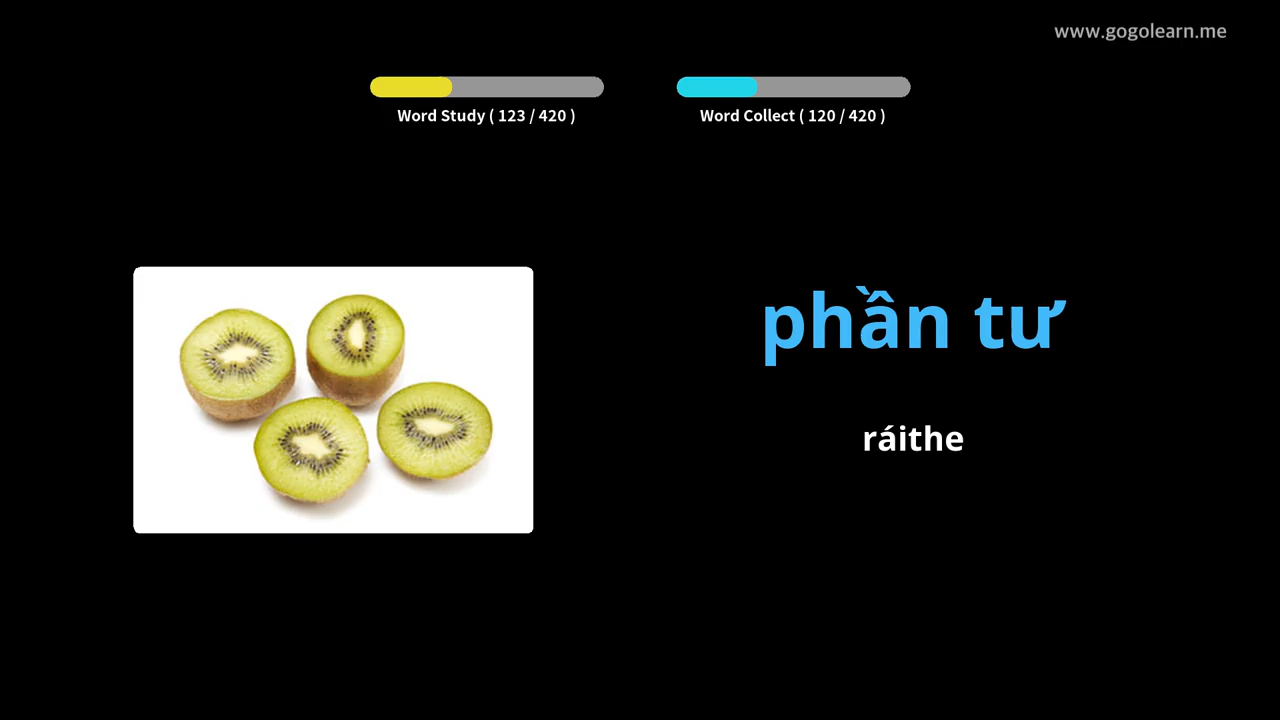 www.gogolearn.me
Word Study ( 123 / 420 )
Word Collect ( 120 / 420 )
phần tư
ráithe